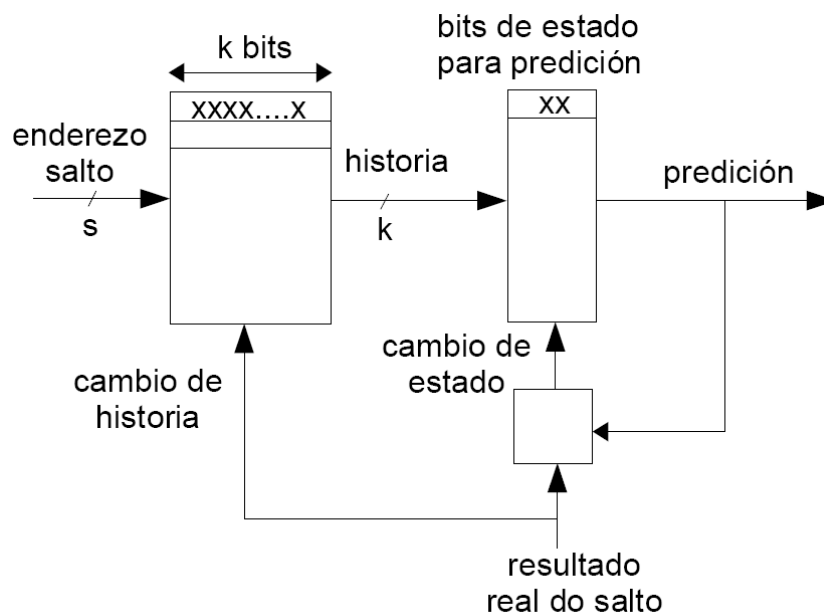 k bits
bits de estado
para predición
xxxx....x
xx
enderezo
salto
s
historia
k
predición
cambio de
historia
cambio de
estado
resultado
real do salto